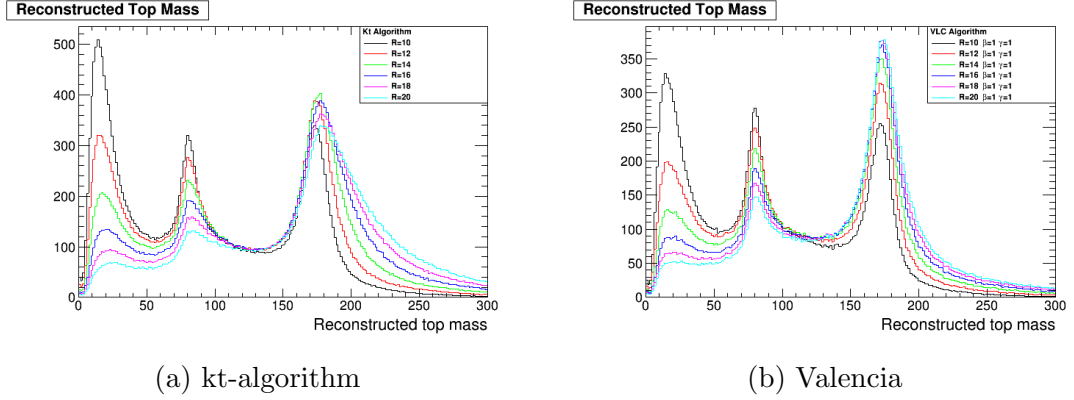 Reconstructed Top Mass
Kt Algorithm
R=10
R=12
R=14
R=16
R=18
R=20
500
400
300
200
100
0
0 50 100 150 200 250 300
Reconstructed top mass
(a) kt-algorithm
Reconstructed Top Mass
VLC Algorithm
R=10 β=1 γ=1
R=12 β=1 γ=1
R=14 β=1 γ=1
R=16 β=1 γ=1
R=18 β=1 γ=1
R=20 β=1 γ=1
350
300
250
200
150
100
50
0
0 50 100 150 200 250 300
Reconstructed top mass
(b) Valencia